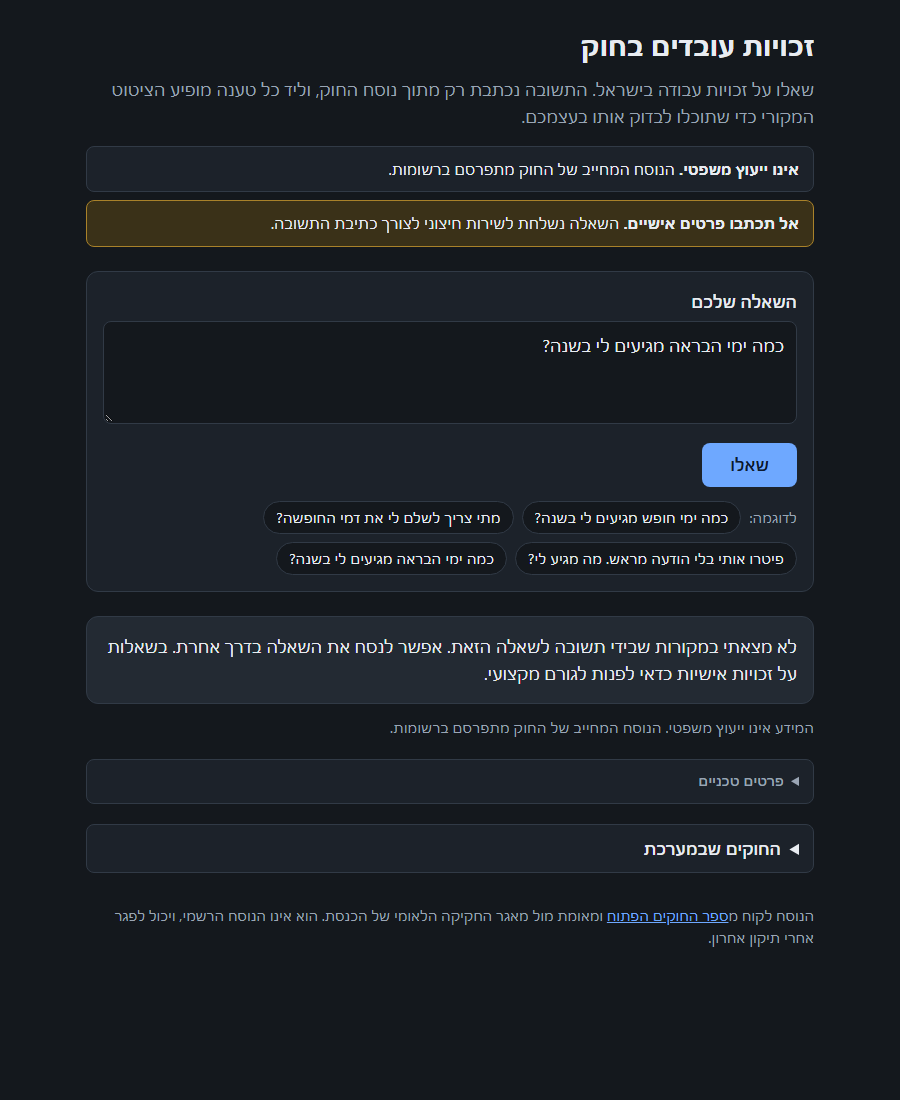 זכויות עובדים בחוק
שאלו על זכויות עבודה בישראל. התשובה נכתבת רק מתוך נוסח החוק, וליד כל טענה מופיע הציטוט
המקורי כדי שתוכלו לבדוק אותו בעצמכם.
אינו ייעוץ משפטי. הנוסח המחייב של החוק מתפרסם ברשומות.
אל תכתבו פרטים אישיים. השאלה נשלחת לשירות חיצוני לצורך כתיבת התשובה.
השאלה שלכם
כמה ימי הבראה מגיעים לי בשנה?
שאלו
לדוגמה: כמה ימי חופש מגיעים לי בשנה? מתי צריך לשלם לי את דמי החופשה?
פיטרו אותי בלי הודעה מראש. מה מגיע לי? כמה ימי הבראה מגיעים לי בשנה?
לא מצאתי במקורות שבידי תשובה לשאלה הזאת. אפשר לנסח את השאלה בדרך אחרת. בשאלות
על זכויות אישיות כדאי לפנות לגורם מקצועי.
המידע אינו ייעוץ משפטי. הנוסח המחייב של החוק מתפרסם ברשומות.
פרטים טכניים
החוקים שבמערכת
הנוסח לקוח מספר החוקים הפתוח ומאומת מול מאגר החקיקה הלאומי של הכנסת. הוא אינו הנוסח הרשמי, ויכול לפגר
אחרי תיקון אחרון.